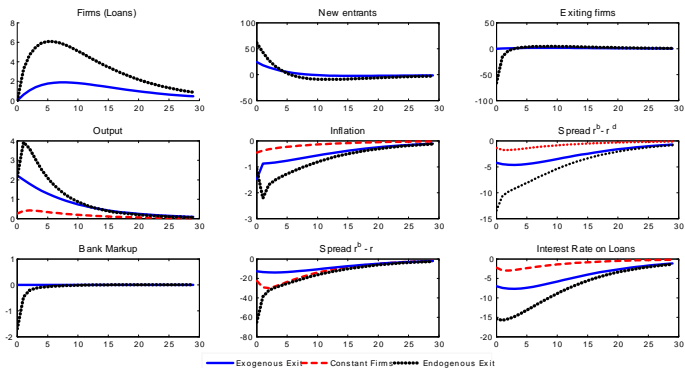 Firms (Loans)
8
6
4
2
0
0 5 10 15 20 25 30
New entrants
100
50
0
-50
0 5 10 15 20 25 30
Exiting firms
50
0
-50
-100
0 5 10 15 20 25 30
Output
4
3
2
1
0
0 5 10 15 20 25 30
Inflation
0
-1
-2
-3
0 5 10 15 20 25 30
Spread r^b - r^d
0
-5
-10
-15
0 5 10 15 20 25 30
Bank Markup
1
0
-1
-2
0 5 10 15 20 25 30
Spread r^b - r
0
-20
-40
-60
-80
0 5 10 15 20 25 30
Interest Rate on Loans
0
-5
-10
-15
-20
0 5 10 15 20 25 30
Exogenous Exit Constant Firms Endogenous Exit